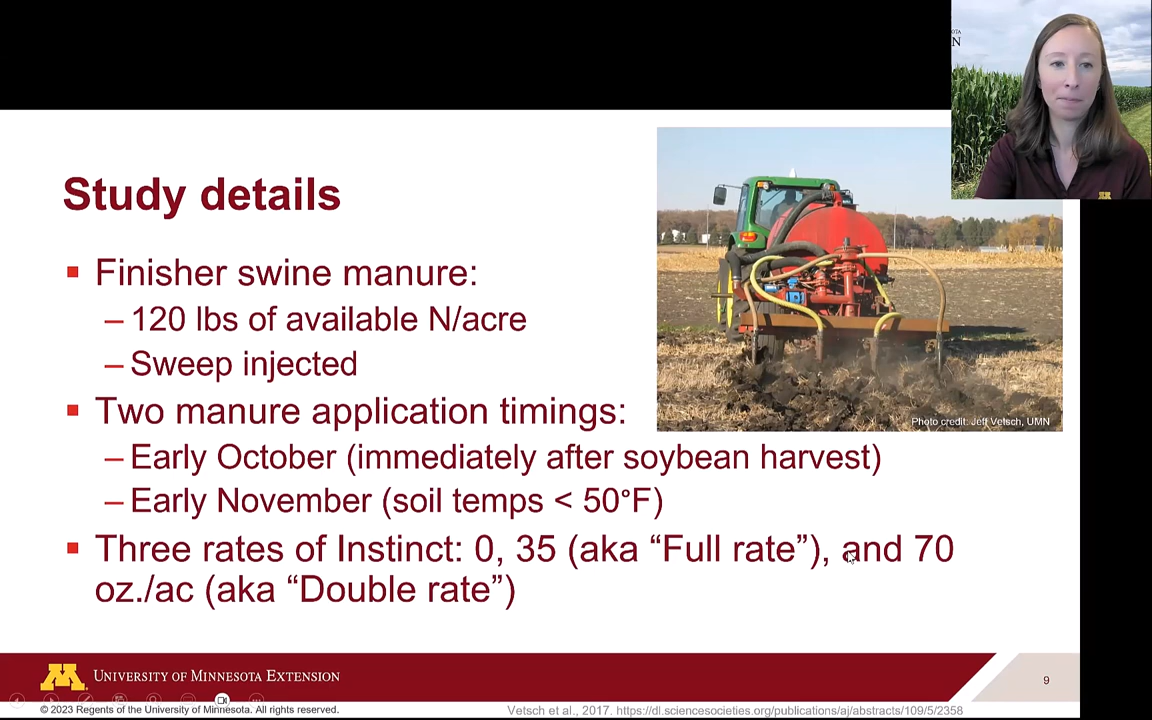 OTA
N
Study details
Finisher swine manure:
– 120 lbs of available N/acre
– Sweep injected
Two manure application timings:
Photo credit: Jeff Vetsch, UMN
– Early October (immediately after soybean harvest)
– Early November (soil temps < 50°F)
Three rates of Instinct: 0, 35 (aka “Full rate”), and 70
oz./ac (aka “Double rate”)
M
UNIVERSITY OF MINNESOTA EXTENSION
9
© 2023 Regents of the University of Minnesota. All rights reserved.
Vetsch et al., 2017. https://dl.sciencesocieties.org/publications/aj/abstracts/109/5/2358